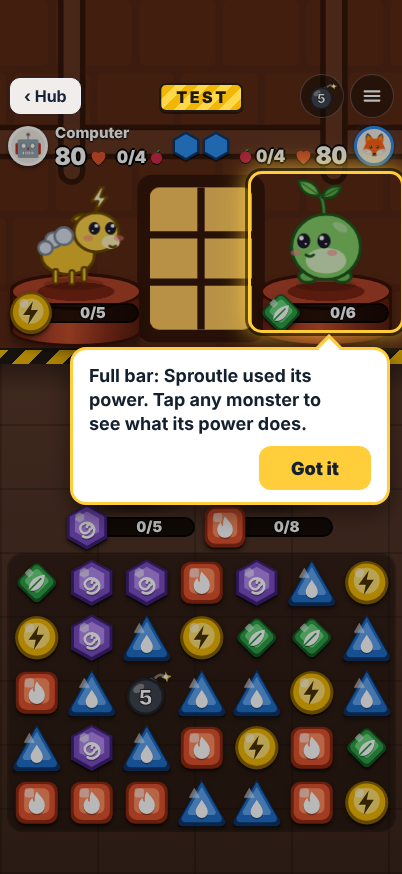 ‹ Hub
TEST
5
Computer
80
0/4
0/4
80
0/5
0/6
Full bar: Sproutle used its
power. Tap any monster to
see what its power does.
Got it
0/5
0/8
5